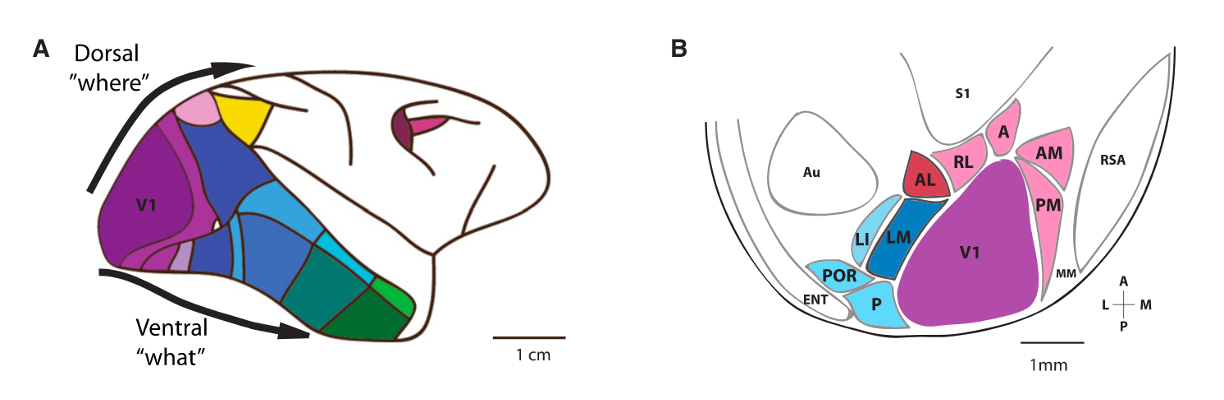 A
Dorsal
"where"
V1
Ventral
"what"
1 cm
B
S1
A
Au
RL
AM
RSA
AL
PM
LI
LM
V1
POR
MM
ENT
P
A
L
M
P
1mm